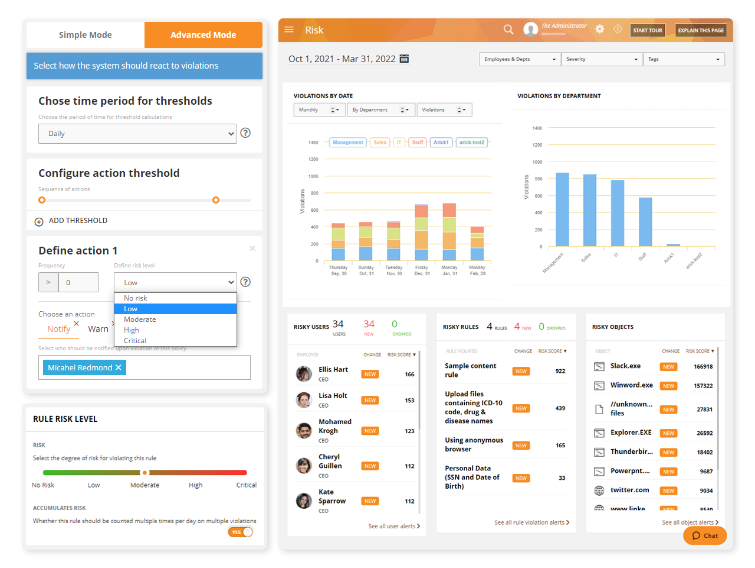 Simple Mode
Advanced Mode
Select how the system should react to violations
Chose time period for thresholds
Choose the period of time for threshold calculations
Daily
Configure action threshold
Sequence of actions
ADD THRESHOLD
Define action 1
Frequency
Define risk level
> 0
Low
No risk
Low
Moderate
High
Critical
Choose an action
Notify
Warn
Select who should be notified upon violation of this policy
Micahel Redmond
RULE RISK LEVEL
RISK
Select the degree of risk for violating this rule
No Risk Low Moderate High Critical
ACCUMULATES RISK
Whether this rule should be counted multiple times per day on multiple violations
YES
Risk
The Administrator
START TOUR
EXPLAIN THIS PAGE
Oct 1, 2021 - Mar 31, 2022
Employees & Depts
Severity
Tags
VIOLATIONS BY DATE
Monthly
By Department
Violations
Management Sales IT Staff Arick1 arick-test2
Violations
1400
1200
1000
800
600
400
200
0
Thursday Sunday Tuesday Friday Monday Monday
Sep, 30 Oct, 31 Nov, 30 Dec, 31 Jan, 31 Feb, 28
VIOLATIONS BY DEPARTMENT
Violations
1400
1200
1000
800
600
400
200
0
Management Sales IT Staff Arick1 arick-test2
RISKY USERS 34 USERS 34 NEW 0 DROPPED
EMPLOYEE CHANGE RISK SCORE
Ellis Hart
CEO
NEW 166
Lisa Holt
CEO
NEW 153
Mohamed
Krogh
CEO
NEW 123
Cheryl
Guillen
CEO
NEW 112
Kate
Sparrow
CEO
NEW 112
See all user alerts
RISKY RULES 4 RULES 4 NEW 0 DROPPED
RULE VIOLATED CHANGE RISK SCORE
Sample content
rule
NEW 922
Upload files
containing ICD-10
code, drug &
disease names
NEW 439
Using anonymous
browser
NEW 165
Personal Data
(SSN and Date of
Birth)
NEW 33
See all rule violation alerts
RISKY OBJECTS
OBJECT CHANGE RISK SCORE
Slack.exe NEW 166918
Winword.exe NEW 157322
//unknown...
files
NEW 27831
Explorer.EXE NEW 26592
Thunderbir... NEW 18402
Powerpnt.... NEW 9687
twitter.com NEW 9034
www.linke
NEW
See all object alerts
Chat